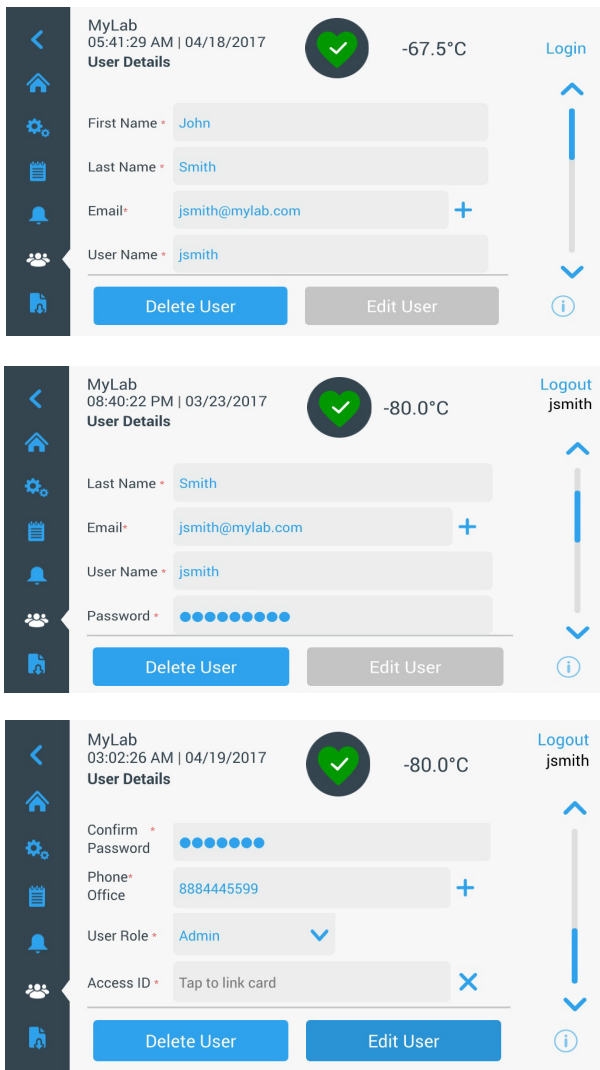 MyLab
05:41:29 AM | 04/18/2017
User Details
-67.5°C
Login
First Name * John
Last Name * Smith
Email* jsmith@mylab.com
User Name * jsmith
Delete User
Edit User
MyLab
08:40:22 PM | 03/23/2017
User Details
-80.0°C
Logout
jsmith
Last Name * Smith
Email* jsmith@mylab.com
User Name * jsmith
Password *
Delete User
Edit User
MyLab
03:02:26 AM | 04/19/2017
User Details
-80.0°C
Logout
jsmith
Confirm *
Password
Phone*
Office
8884445599
User Role * Admin
Access ID * Tap to link card
Delete User
Edit User